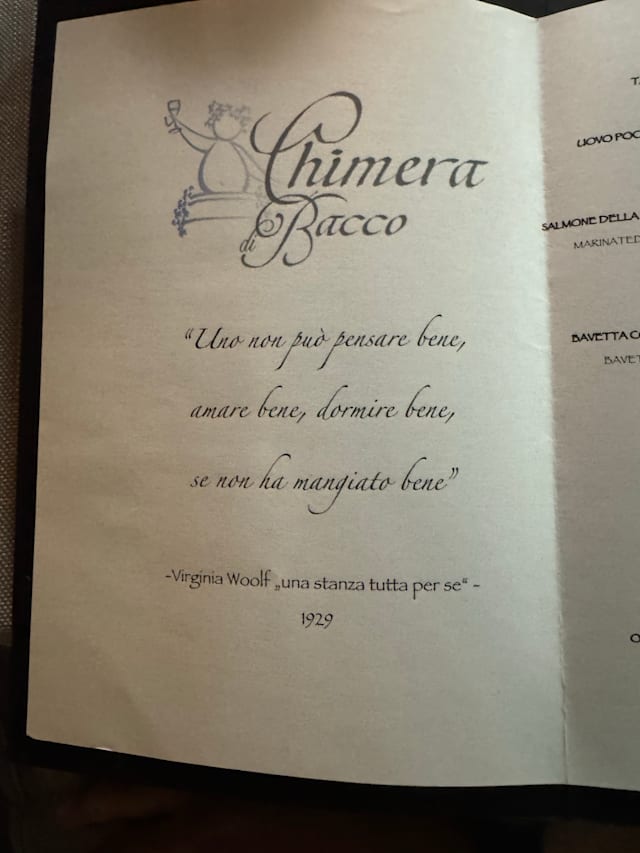 Chimera
di Bacco
“Uno non può pensare bene,
amare bene, dormire bene,
se non ha mangiato bene”
-Virginia Woolf „una stanza tutta per se“ -
1929
UOVO POC
SALMONE DELLA
MARINATED
BAVETTA C
BAVET